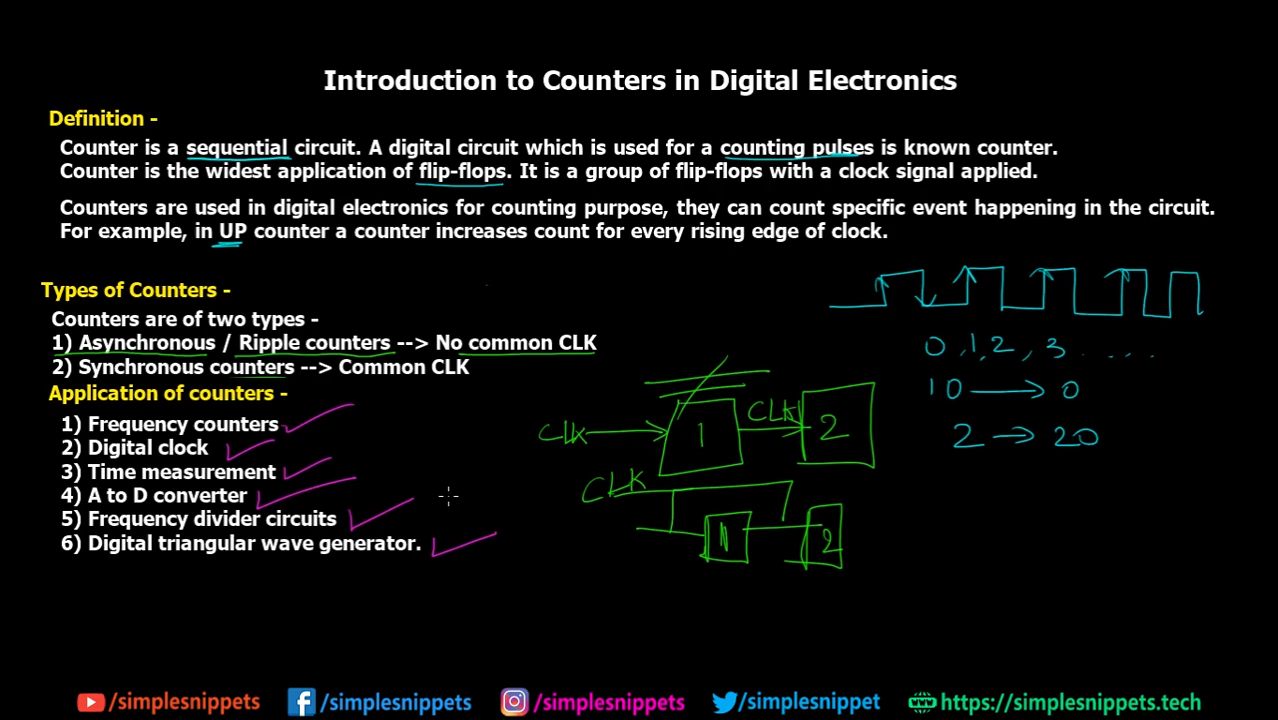 Introduction to Counters in Digital Electronics
Definition -
Counter is a sequential circuit. A digital circuit which is used for a counting pulses is known counter.
Counter is the widest application of flip-flops. It is a group of flip-flops with a clock signal applied.
Counters are used in digital electronics for counting purpose, they can count specific event happening in the circuit.
For example, in UP counter a counter increases count for every rising edge of clock.
Types of Counters -
Counters are of two types -
1) Asynchronous / Ripple counters --> No common CLK
2) Synchronous counters --> Common CLK
Application of counters -
1) Frequency counters
2) Digital clock
3) Time measurement
4) A to D converter
5) Frequency divider circuits
6) Digital triangular wave generator.
0,1,2,3.....
10 → 0
2 → 20
CLK 1 CLK 2
CLK
1 2
/simplesnippets /simplesnippets /simplesnippets /simplesnippet https://simplesnippets.tech